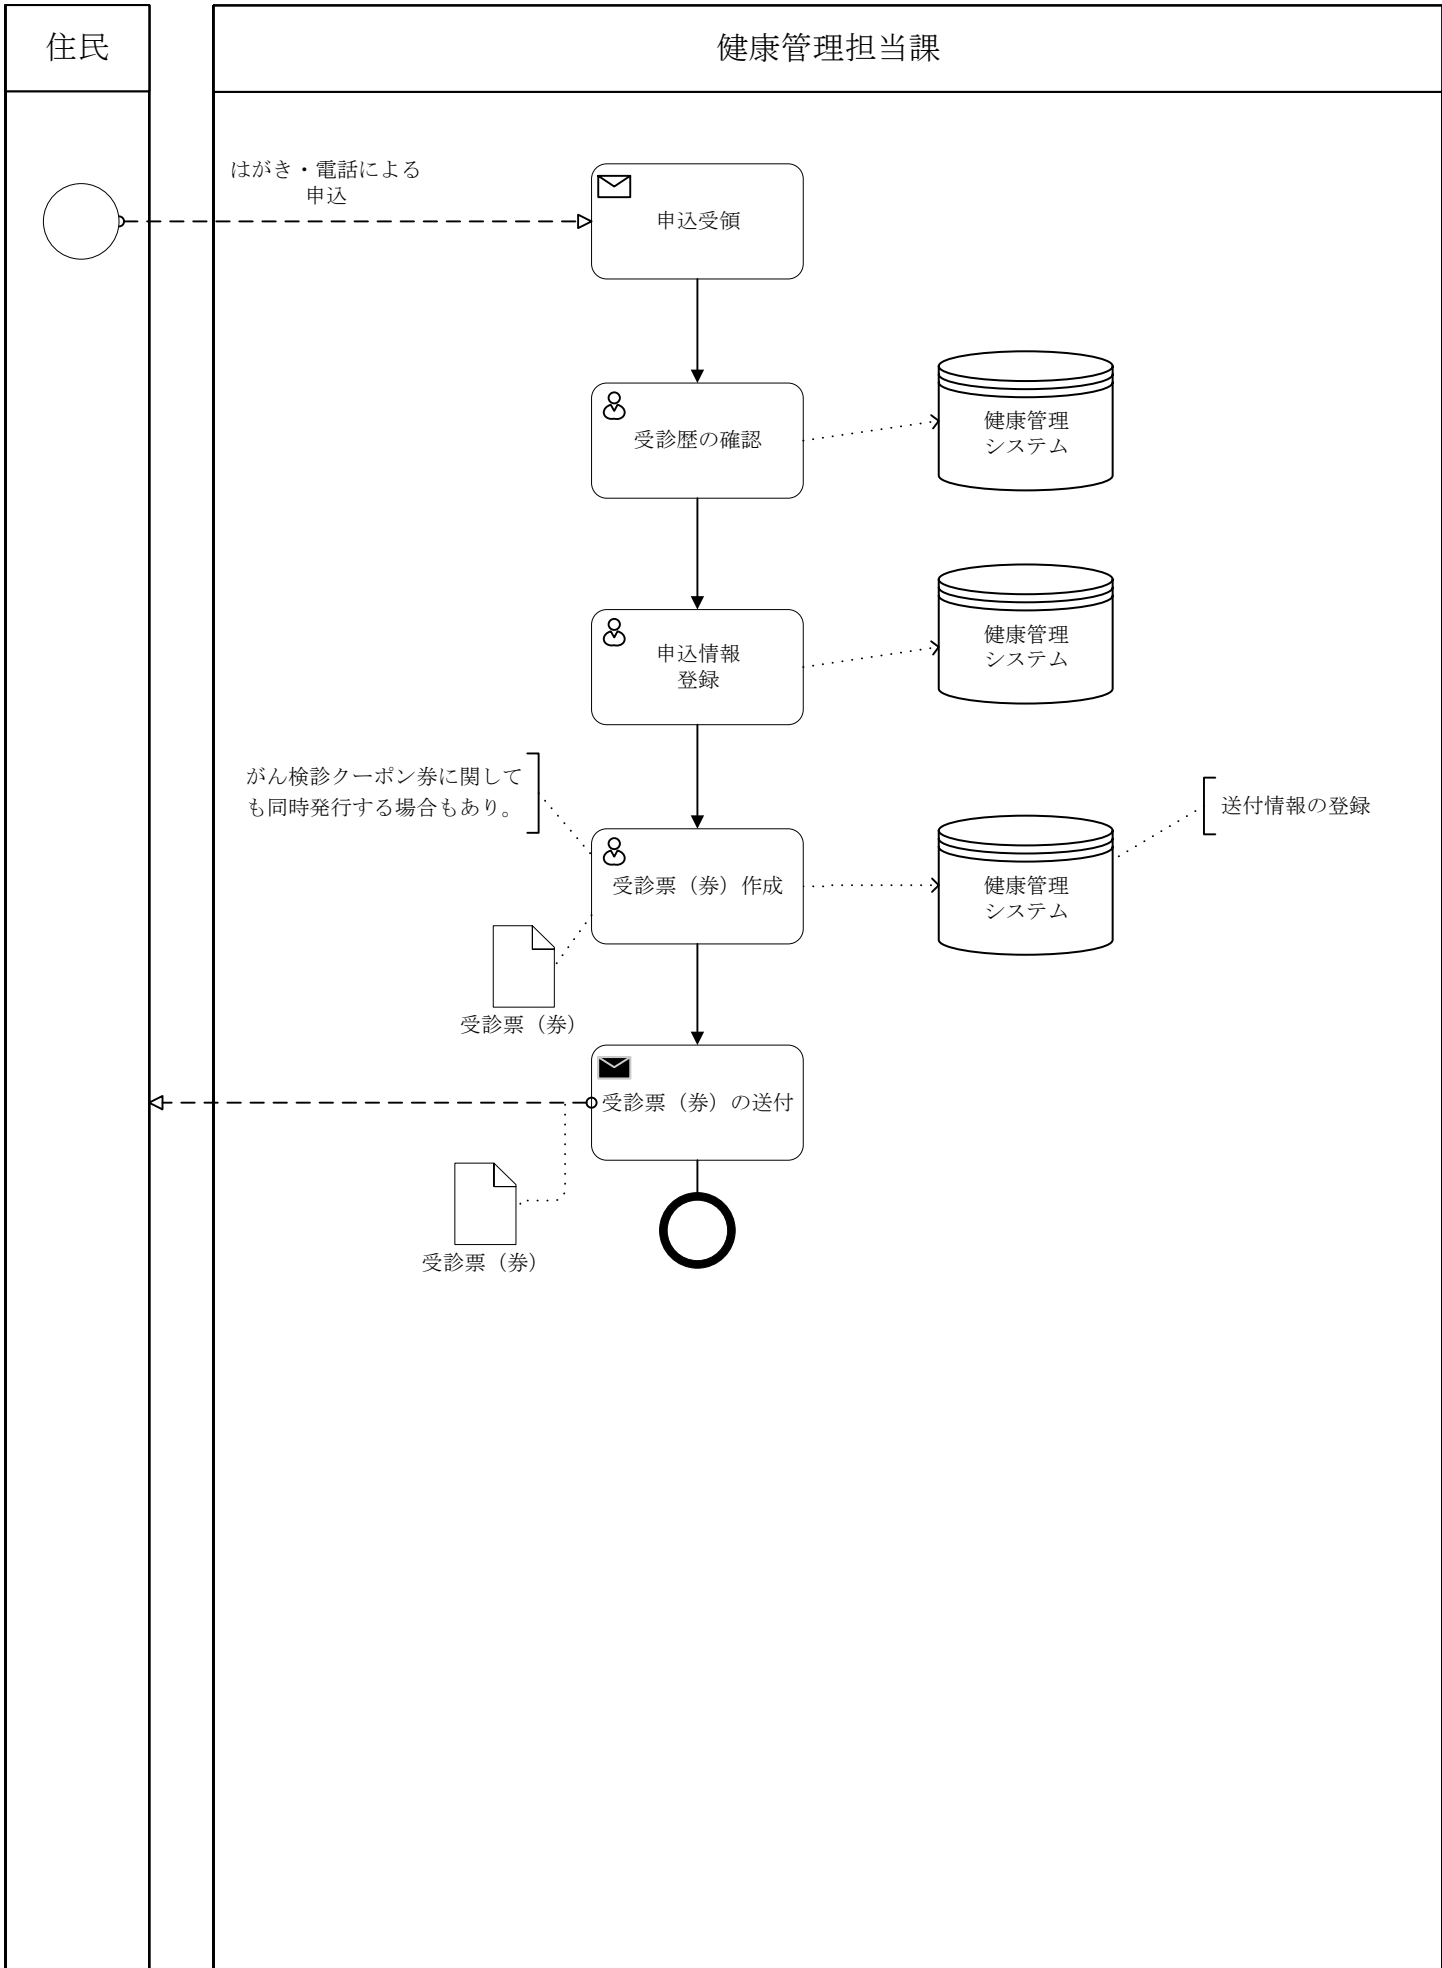 住民
健康管理担当課
はがき・電話による
申込
申込受領
受診歴の確認
健康管理
システム
申込情報
登録
健康管理
システム
がん検診クーポン券に関して
も同時発行する場合もあり。
送付情報の登録
受診票（券）作成
健康管理
システム
受診票（券）
受診票（券）の送付
受診票（券）